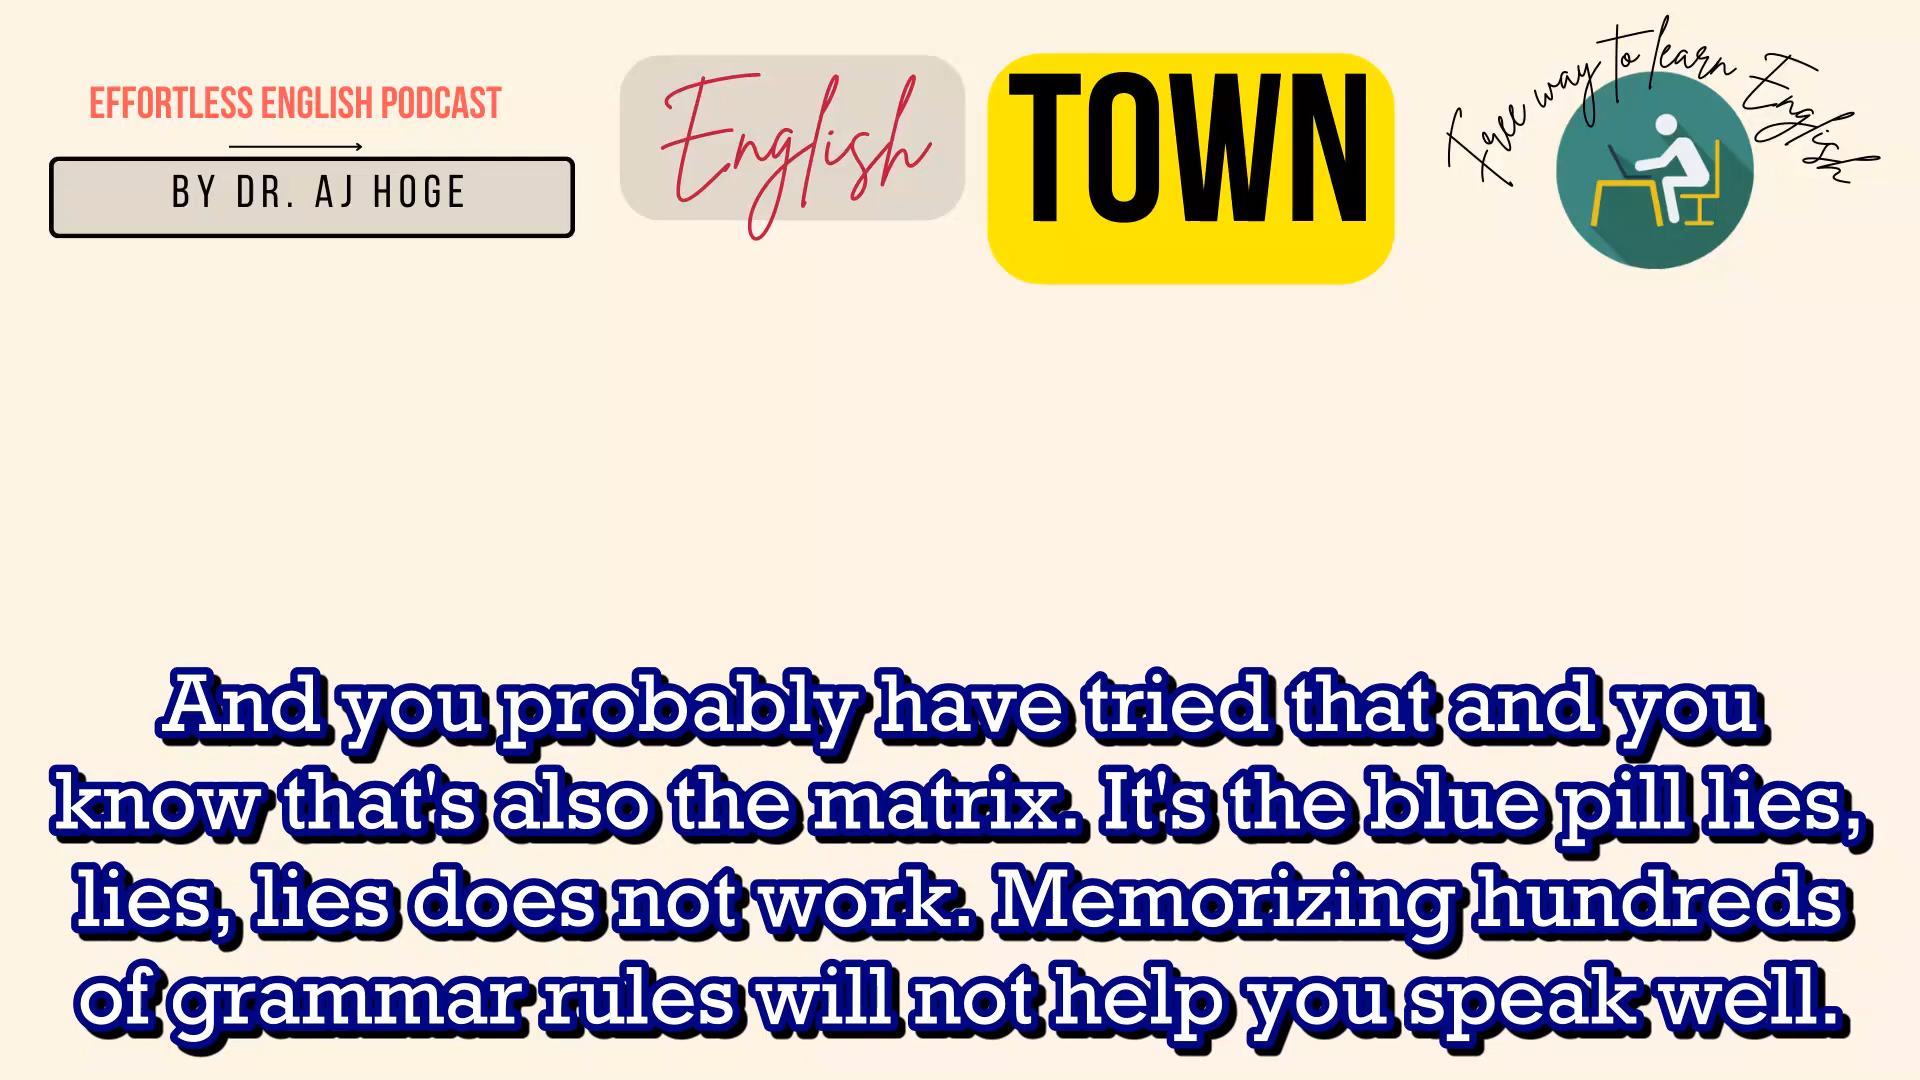 EFFORTLESS ENGLISH PODCAST
BY DR. AJ HOGE
English
TOWN
Free way to learn English
And you probably have tried that and you
know that's also the matrix. It's the blue pill lies,
lies, lies does not work. Memorizing hundreds
of grammar rules will not help you speak well.